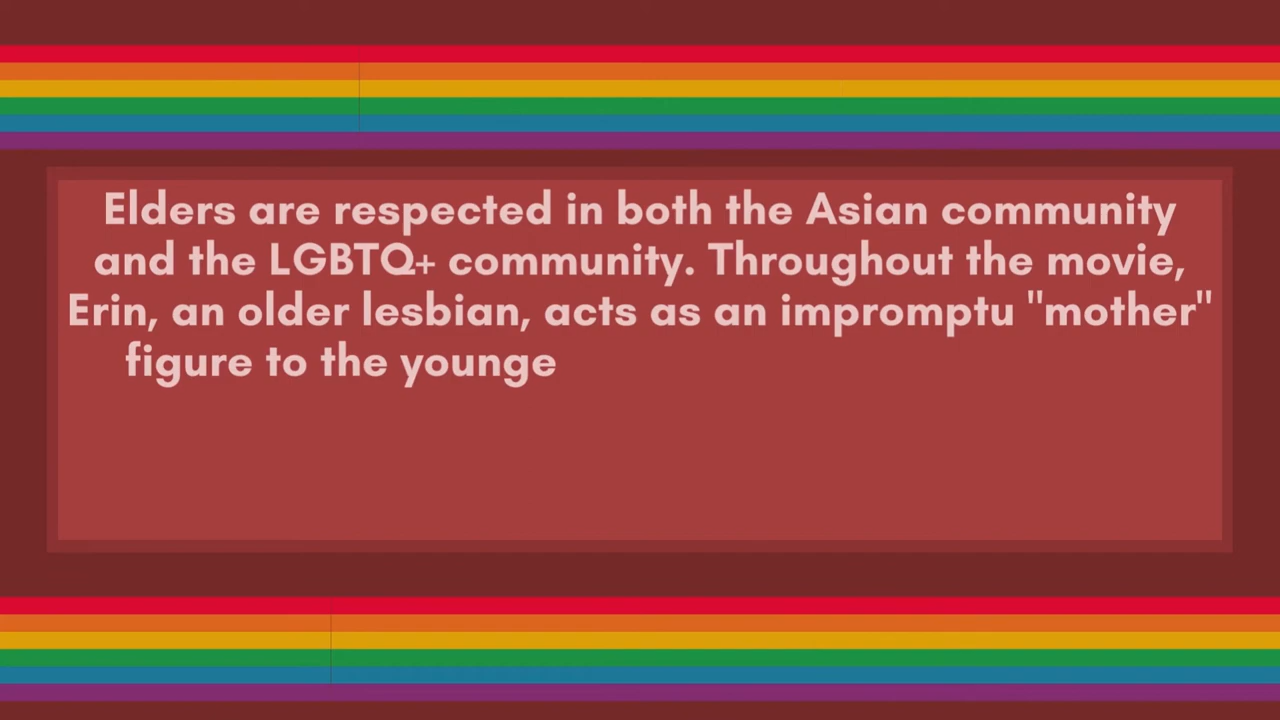 Elders are respected in both the Asian community
and the LGBTQ+ community. Throughout the movie,
Erin, an older lesbian, acts as an impromptu "mother"
figure to the younge